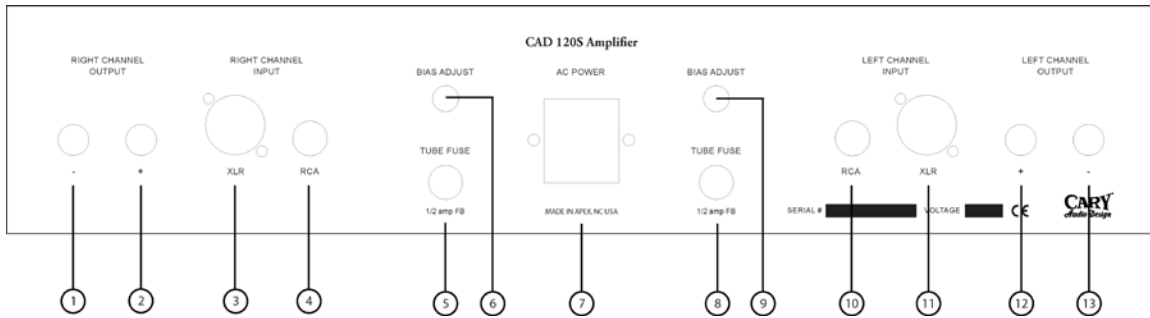 CAD 120S Amplifier
RIGHT CHANNEL
OUTPUT
RIGHT CHANNEL
INPUT
BIAS ADJUST
AC POWER
BIAS ADJUST
LEFT CHANNEL
INPUT
LEFT CHANNEL
OUTPUT
TUBE FUSE
TUBE FUSE
-
+
XLR
RCA
RCA
XLR
+
-
1/2 amp FB
MADE IN APEX, NC USA
1/2 amp FB
SERIAL #
VOLTAGE
CE
CARY
Audio Design
1
2
3
4
5
6
7
8
9
10
11
12
13